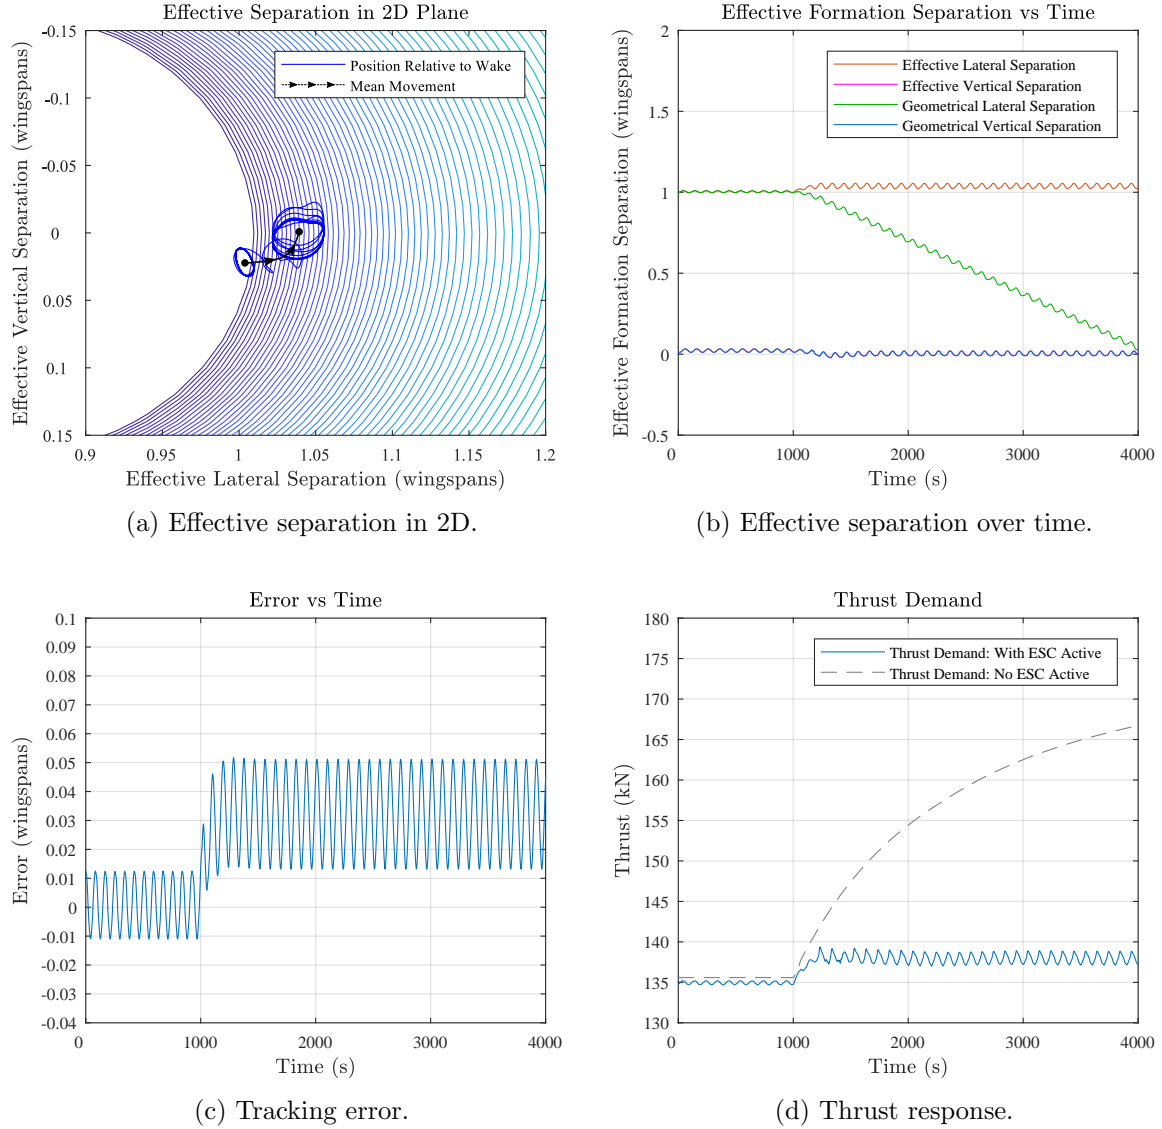 Effective Separation in 2D Plane
Effective Vertical Separation (wingspans)
-0.15
-0.1
-0.05
0
0.05
0.1
0.15
Position Relative to Wake
Mean Movement
0.9
0.95
1
1.05
1.1
1.15
1.2
Effective Lateral Separation (wingspans)
(a) Effective separation in 2D.
Effective Formation Separation vs Time
Effective Formation Separation (wingspans)
2
1.5
1
0.5
0
-0.5
Effective Lateral Separation
Effective Vertical Separation
Geometrical Lateral Separation
Geometrical Vertical Separation
0
1000
2000
3000
4000
Time (s)
(b) Effective separation over time.
Error vs Time
Error (wingspans)
0.1
0.09
0.08
0.07
0.06
0.05
0.04
0.03
0.02
0.01
0
-0.01
-0.02
-0.03
-0.04
0
1000
2000
3000
4000
Time (s)
(c) Tracking error.
Thrust Demand
Thrust (kN)
180
175
170
165
160
155
150
145
140
135
130
Thrust Demand: With ESC Active
Thrust Demand: No ESC Active
0
1000
2000
3000
4000
Time (s)
(d) Thrust response.